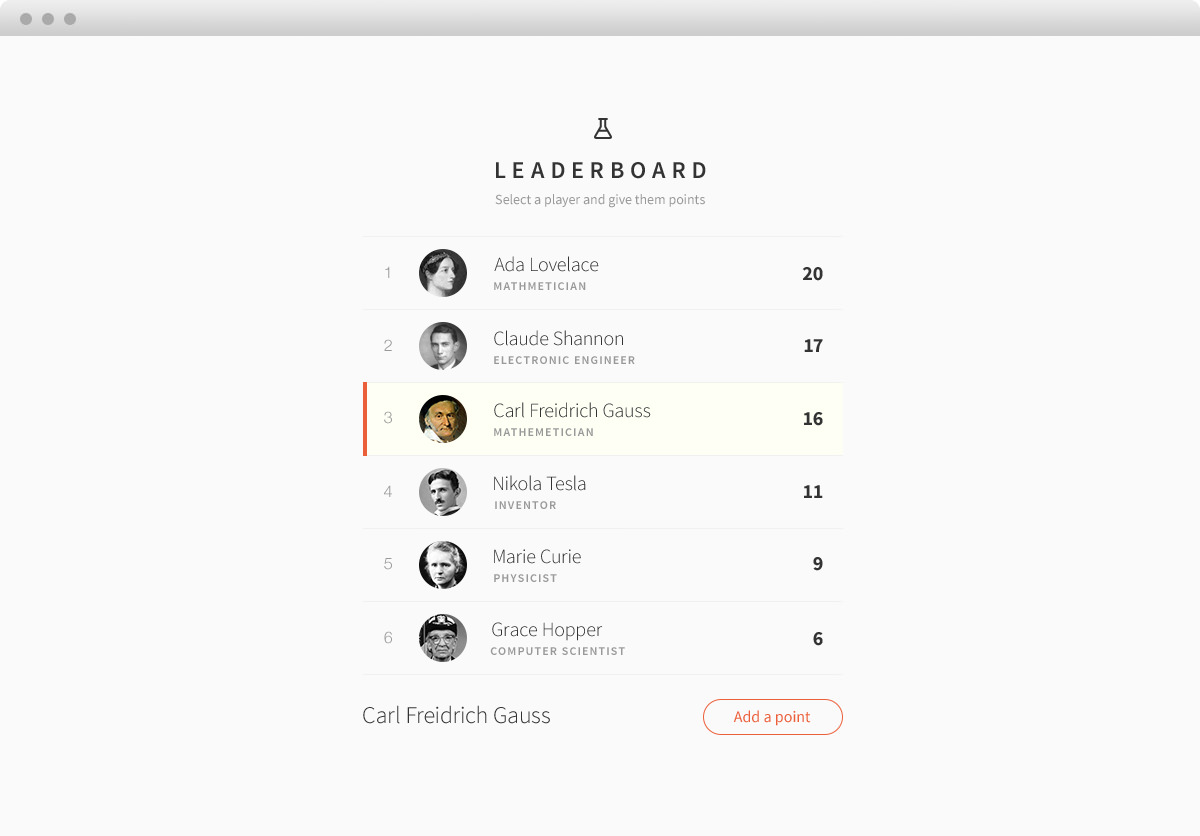 LEADERBOARD
Select a player and give them points
1
Ada Lovelace
MATHMETICIAN
20
2
Claude Shannon
ELECTRONIC ENGINEER
17
3
Carl Freidrich Gauss
MATHEMETICIAN
16
4
Nikola Tesla
INVENTOR
11
5
Marie Curie
PHYSICIST
9
6
Grace Hopper
COMPUTER SCIENTIST
6
Carl Freidrich Gauss
Add a point